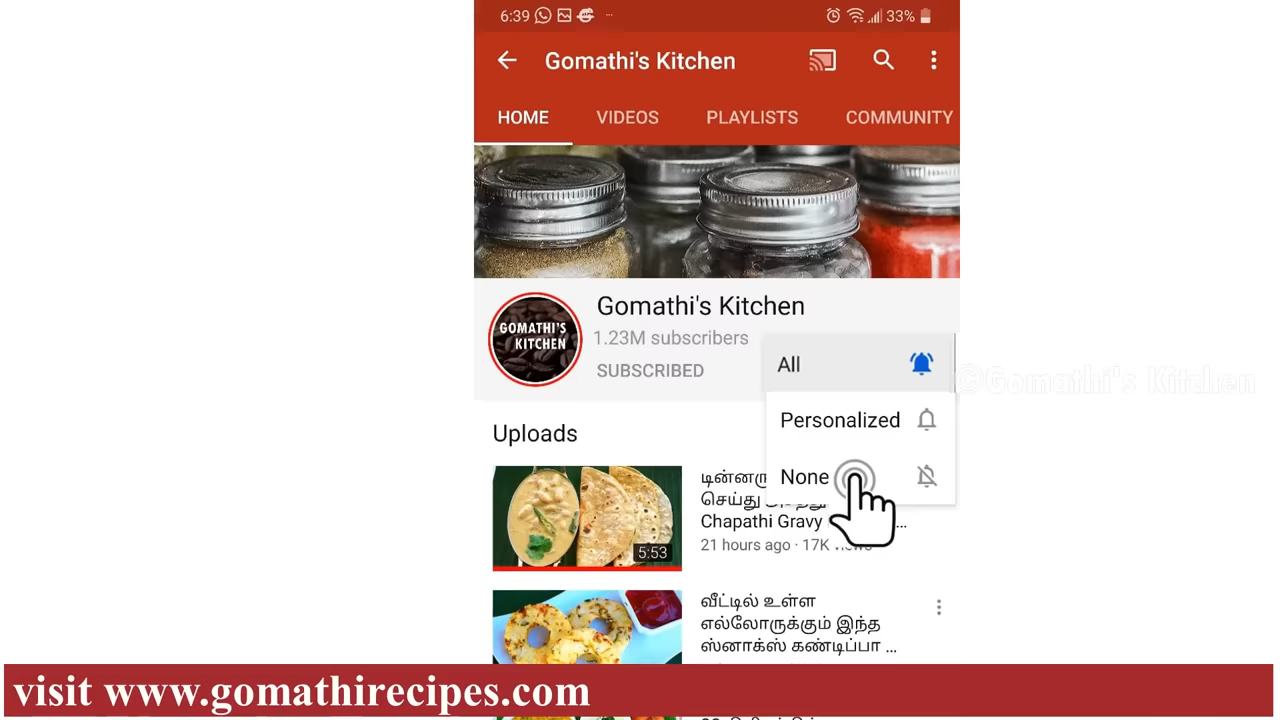 6:39
33%
Gomathi's Kitchen
HOME VIDEOS PLAYLISTS COMMUNITY
GOMATHI'S
KITCHEN
Gomathi's Kitchen
1.23M subscribers
SUBSCRIBED
All
Personalized
None
©Gomathi's Kitchen
Uploads
5:53
செய்து
Chapathi Gravy ...
21 hours ago · 17K views
வீட்டில் உள்ள
எல்லோருக்கும் இந்த
ஸ்னாக்ஸ் கண்டிப்பா ...
visit www.gomathirecipes.com